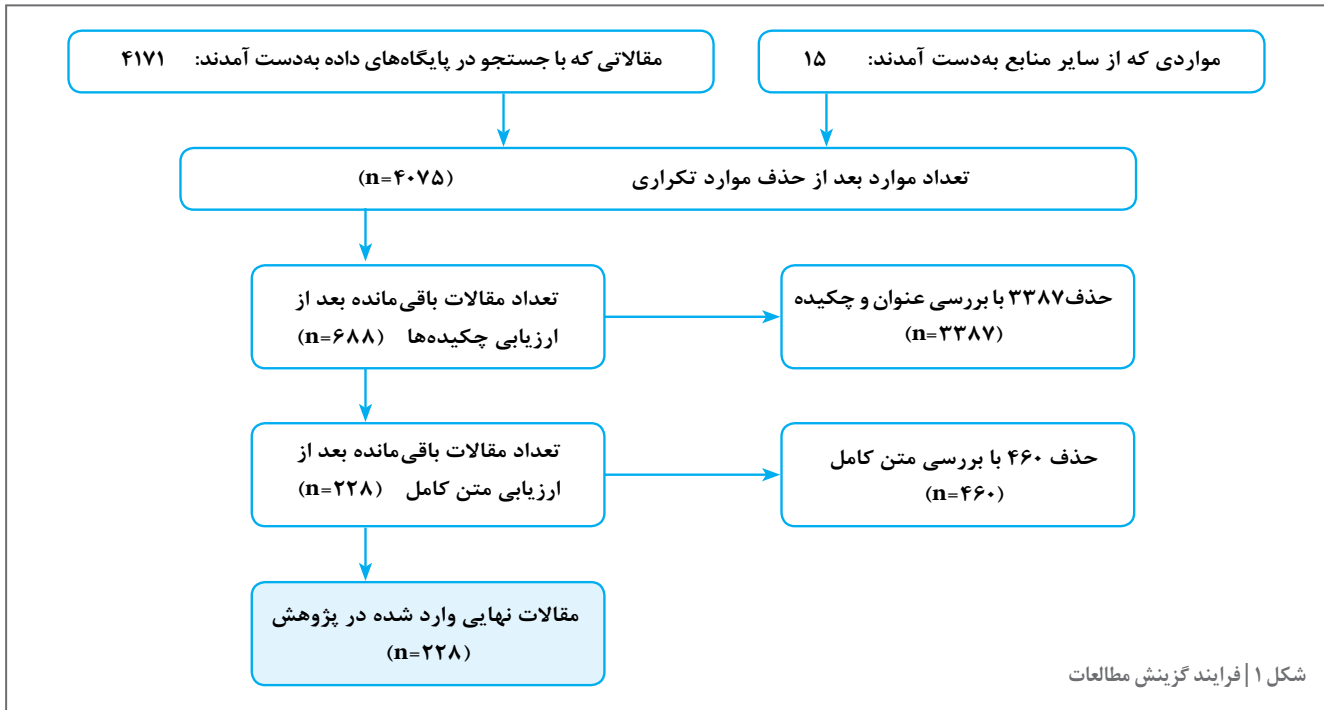 مواردی که از سایر منابع به‌دست آمدند: ۱۵
مقالاتی که با جستجو در پایگاه‌های داده به‌دست آمدند: ۴۱۷۱
تعداد موارد بعد از حذف موارد تکراری (n=۴۰۷۵)
تعداد مقالات باقی‌مانده بعد از
ارزیابی چکیده‌ها (n=۶۸۸)
حذف۳۳۸۷ با بررسی عنوان و چکیده
(n=۳۳۸۷)
تعداد مقالات باقی‌مانده بعد از
ارزیابی متن کامل (n=۲۲۸)
حذف ۴۶۰ با بررسی متن کامل
(n=۴۶۰)
مقالات نهایی وارد شده در پژوهش
(n=۲۲۸)
شکل ۱ | فرایند گزینش مطالعات